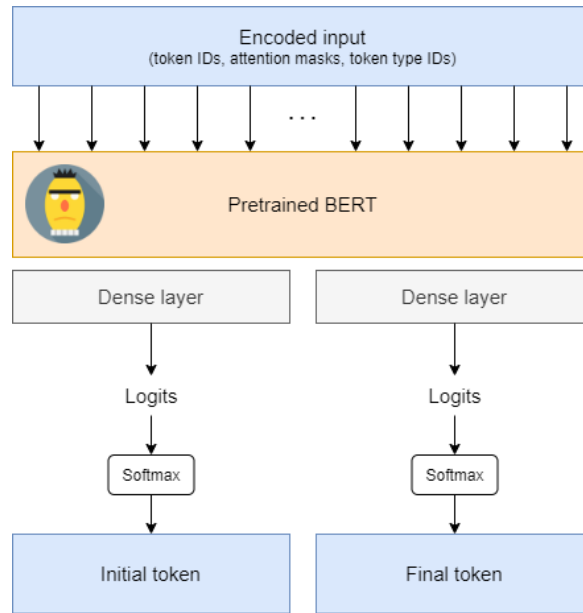 Encoded input
(token IDs, attention masks, token type IDs)
...
Pretrained BERT
Dense layer
Dense layer
Logits
Logits
Softmax
Softmax
Initial token
Final token